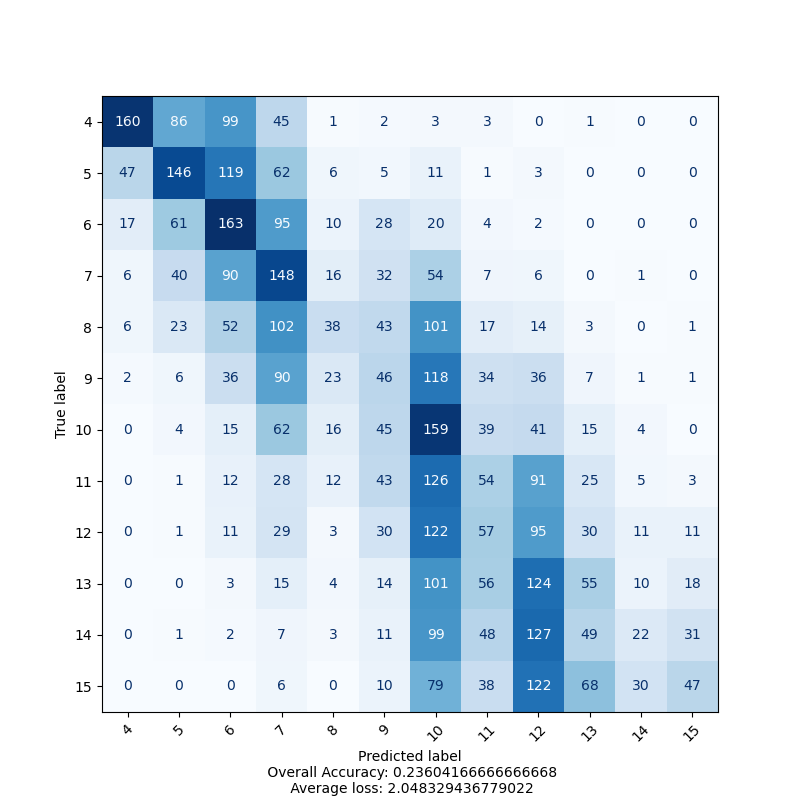 4 160 86 99 45 1 2 3 3 0 1 0 0
5 47 146 119 62 6 5 11 1 3 0 0 0
6 17 61 163 95 10 28 20 4 2 0 0 0
7 6 40 90 148 16 32 54 7 6 0 1 0
8 6 23 52 102 38 43 101 17 14 3 0 1
9 2 6 36 90 23 46 118 34 36 7 1 1
True label
10 0 4 15 62 16 45 159 39 41 15 4 0
11 0 1 12 28 12 43 126 54 91 25 5 3
12 0 1 11 29 3 30 122 57 95 30 11 11
13 0 0 3 15 4 14 101 56 124 55 10 18
14 0 1 2 7 3 11 99 48 127 49 22 31
15 0 0 0 6 0 10 79 38 122 68 30 47
4 5 6 7 8 9 10 11 12 13 14 15
Predicted label
Overall Accuracy: 0.23604166666666668
Average loss: 2.048329436779022